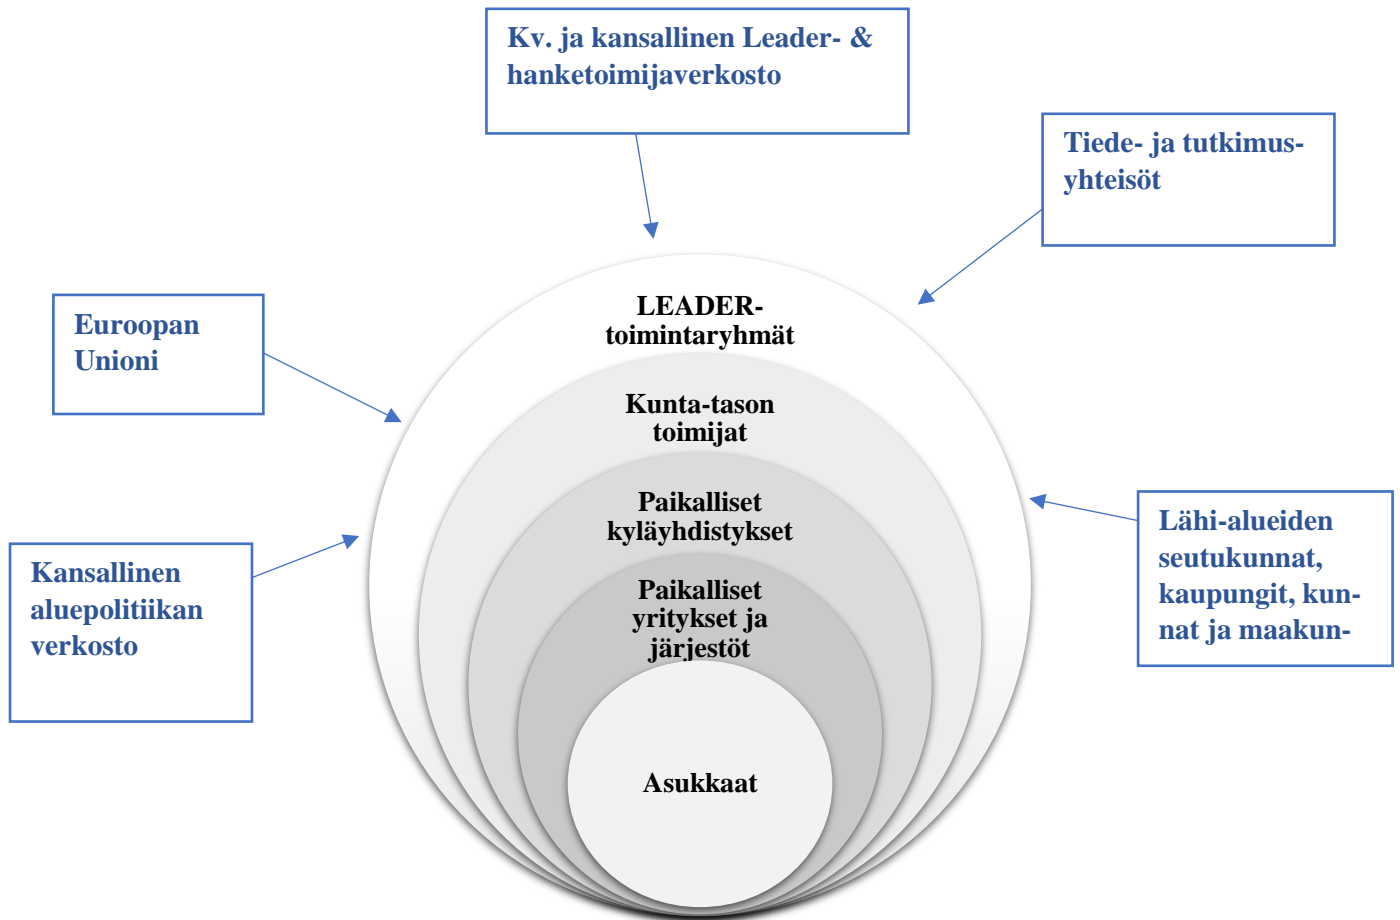 Kv. ja kansallinen Leader- &
hanketoimijaverkosto
Tiede- ja tutkimus-
yhteisöt
Euroopan
Unioni
LEADER-
toimintaryhmät
Kunta-tason
toimijat
Paikalliset
kyläyhdistykset
Lähi-alueiden
seutukunnat,
kaupungit, kun-
nat ja maakun-
Kansallinen
aluepolitiikan
verkosto
Paikalliset
yritykset ja
järjestöt
Asukkaat